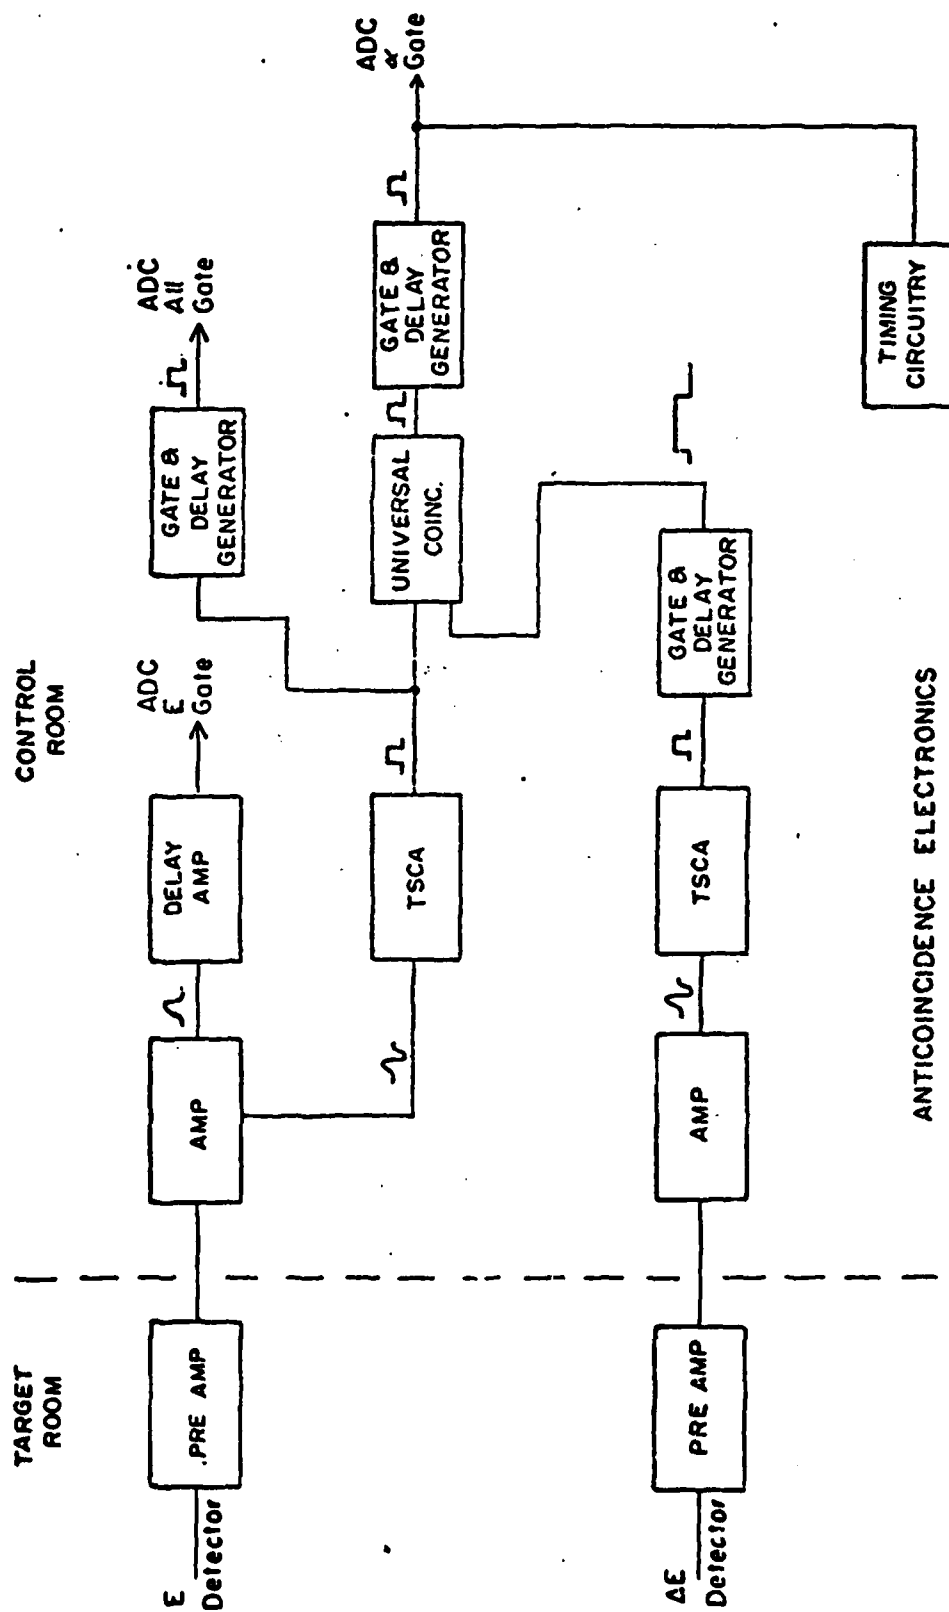 TARGET
ROOM
CONTROL
ROOM
E
Detector
.PRE AMP
AMP
DELAY
AMP
ADC
E
Gate
GATE &
DELAY
GENERATOR
ADC
All
Gate
TSCA
UNIVERSAL
COINC.
GATE &
DELAY
GENERATOR
ADC
α
Gate
ΔE
Detector
PRE AMP
AMP
TSCA
GATE &
DELAY
GENERATOR
TIMING
CIRCUITRY
ANTICOINCIDENCE ELECTRONICS